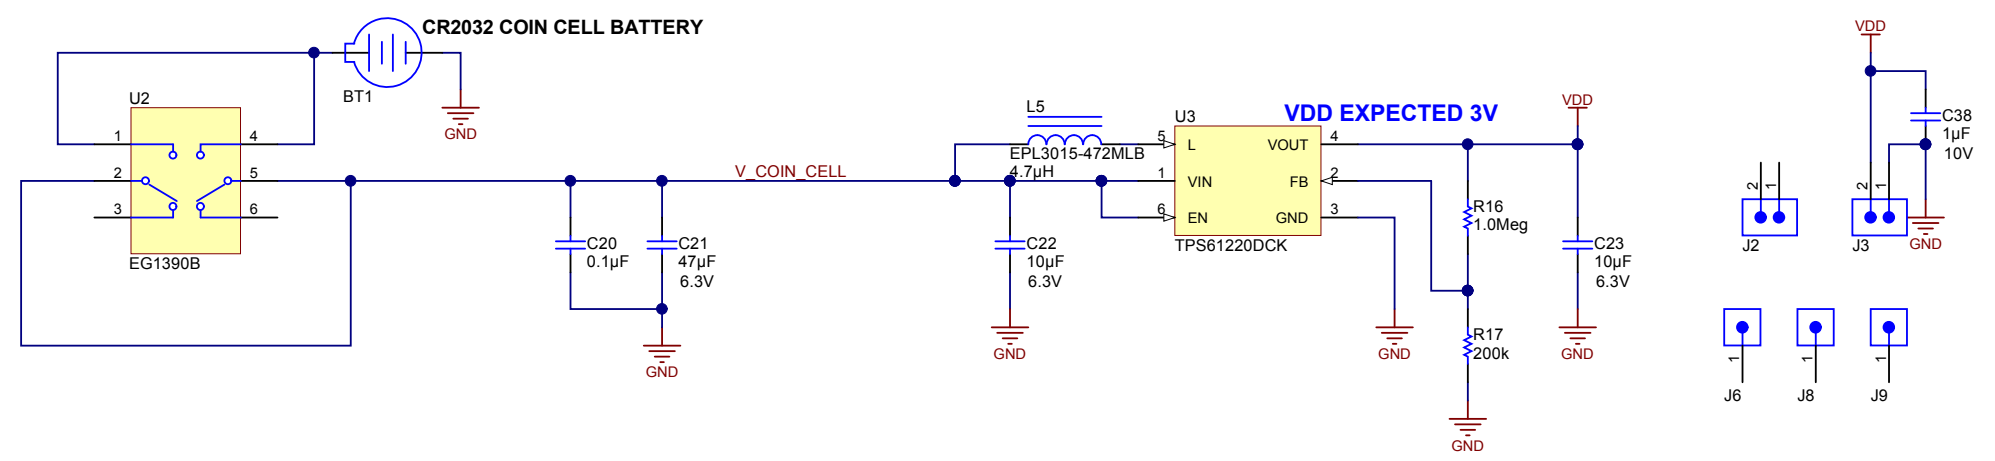 CR2032 COIN CELL BATTERY
BT1
GND
U2
1
2
3
4
5
6
EG1390B
C20
0.1µF
C21
47µF
6.3V
GND
V_COIN_CELL
L5
EPL3015-472MLB
4.7µH
C22
10µF
6.3V
GND
U3
VDD EXPECTED 3V
5
L
1
VIN
6
EN
VOUT
4
FB
2
GND
3
TPS61220DCK
GND
R16
1.0Meg
R17
200k
GND
VDD
C23
10µF
6.3V
GND
2
1
J2
VDD
C38
1µF
10V
2
1
J3
GND
1
J6
1
J8
1
J9